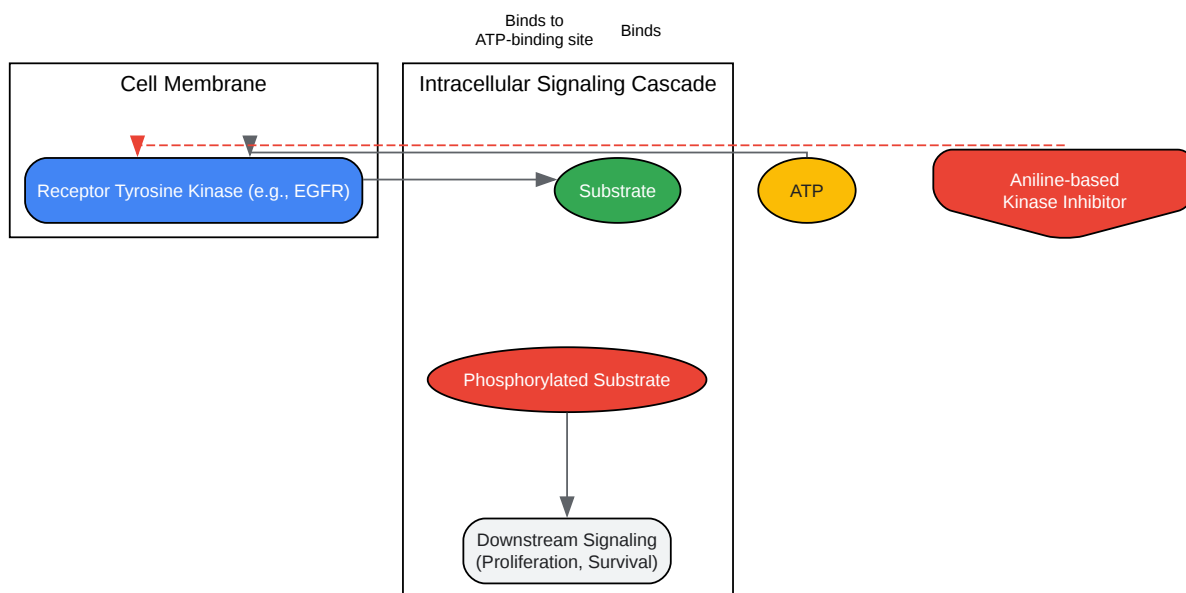 Binds to
ATP-binding site
Binds
Cell Membrane
Intracellular Signaling Cascade
Receptor Tyrosine Kinase (e.g., EGFR)
Substrate
ATP
Aniline-based
Kinase Inhibitor
Phosphorylated Substrate
Downstream Signaling
(Proliferation, Survival)